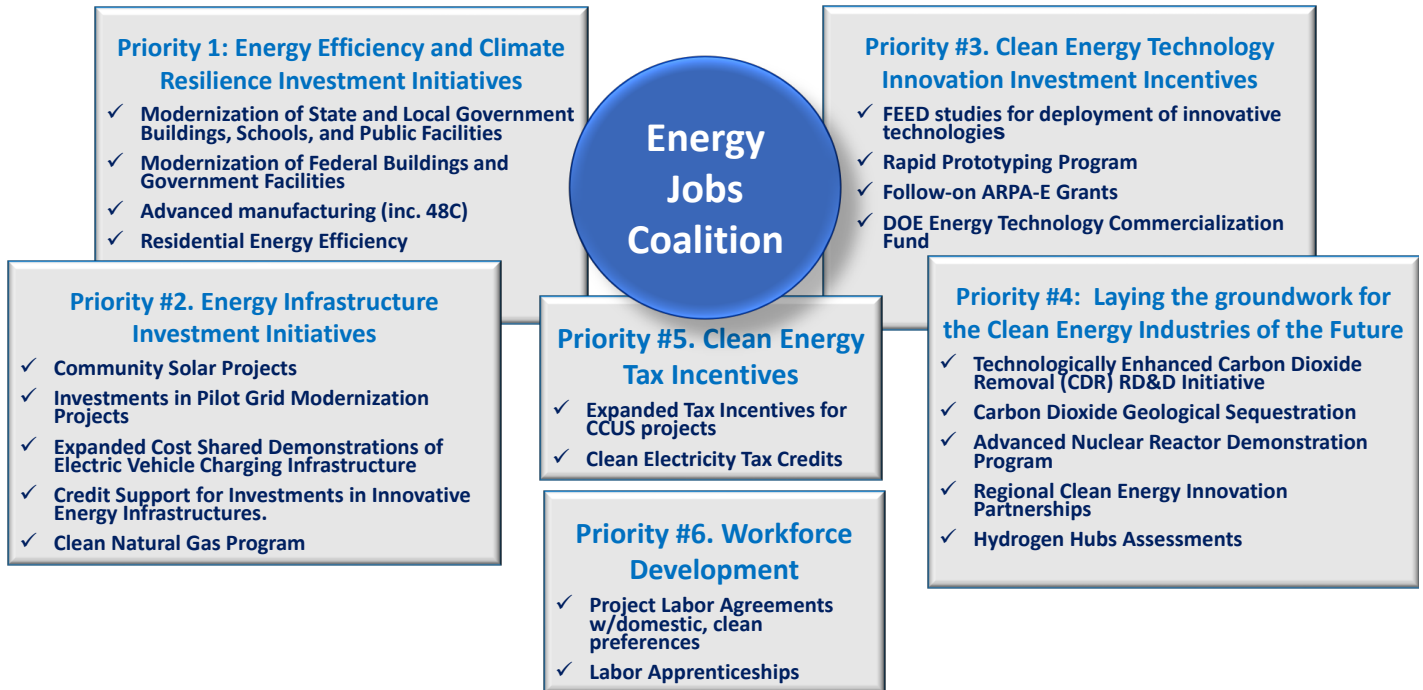 Priority 1: Energy Efficiency and Climate
Resilience Investment Initiatives
✓ Modernization of State and Local Government
Buildings, Schools, and Public Facilities
✓ Modernization of Federal Buildings and
Government Facilities
✓ Advanced manufacturing (inc. 48C)
✓ Residential Energy Efficiency
Priority #2. Energy Infrastructure
Investment Initiatives
✓ Community Solar Projects
✓ Investments in Pilot Grid Modernization
Projects
✓ Expanded Cost Shared Demonstrations of
Electric Vehicle Charging Infrastructure
✓ Credit Support for Investments in Innovative
Energy Infrastructures.
✓ Clean Natural Gas Program
Energy
Jobs
Coalition
Priority #3. Clean Energy Technology
Innovation Investment Incentives
✓ FEED studies for deployment of innovative
technologies
✓ Rapid Prototyping Program
✓ Follow-on ARPA-E Grants
✓ DOE Energy Technology Commercialization
Fund
Priority #4: Laying the groundwork for
the Clean Energy Industries of the Future
✓ Technologically Enhanced Carbon Dioxide
Removal (CDR) RD&D Initiative
✓ Carbon Dioxide Geological Sequestration
✓ Advanced Nuclear Reactor Demonstration
Program
✓ Regional Clean Energy Innovation
Partnerships
✓ Hydrogen Hubs Assessments
Priority #5. Clean Energy
Tax Incentives
✓ Expanded Tax Incentives for
CCUS projects
✓ Clean Electricity Tax Credits
Priority #6. Workforce
Development
✓ Project Labor Agreements
w/domestic, clean
preferences
✓ Labor Apprenticeships